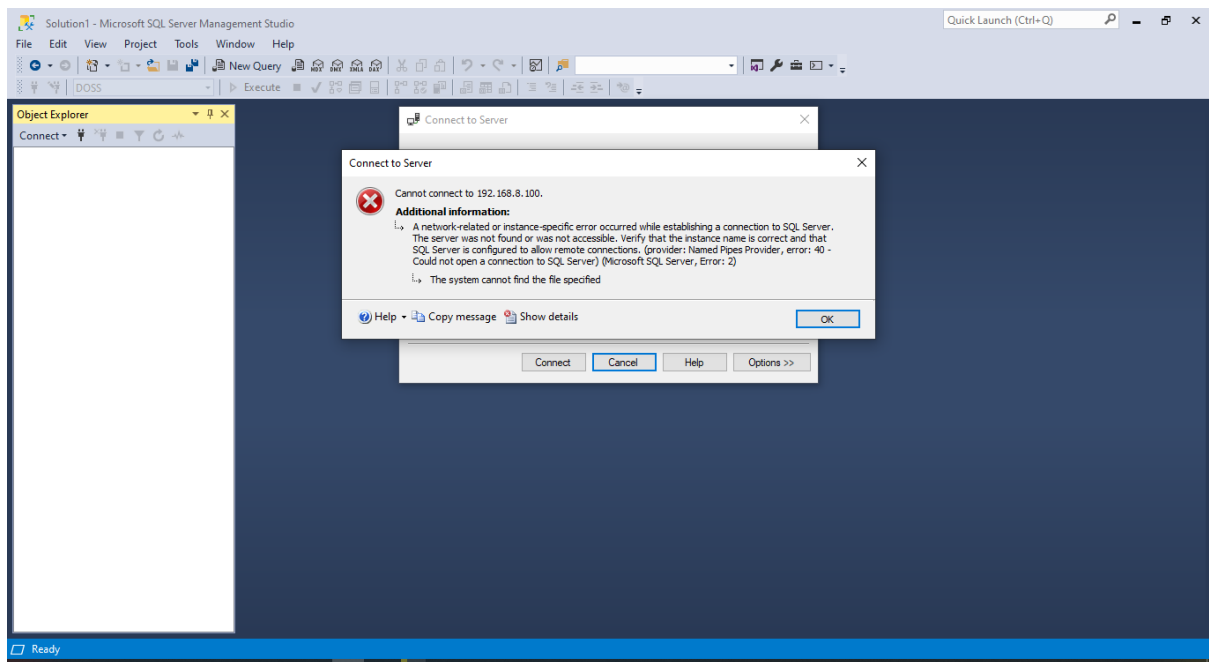 Solution1 - Microsoft SQL Server Management Studio
Quick Launch (Ctrl+Q)
File Edit View Project Tools Window Help
New Query
DOSS
Execute
Object Explorer
Connect
Connect to Server
Connect to Server
Cannot connect to 192.168.8.100.
Additional information:
A network-related or instance-specific error occurred while establishing a connection to SQL Server.
The server was not found or was not accessible. Verify that the instance name is correct and that
SQL Server is configured to allow remote connections. (provider: Named Pipes Provider, error: 40 -
Could not open a connection to SQL Server) (Microsoft SQL Server, Error: 2)
The system cannot find the file specified
Help Copy message Show details OK
Connect Cancel Help Options >>
Ready